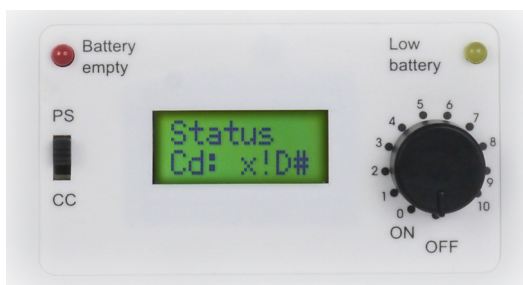 Battery
empty
Low
battery
PS
CC
Status
Cd: x!D#
0
1
2
3
4
5
6
7
8
9
10
ON
OFF